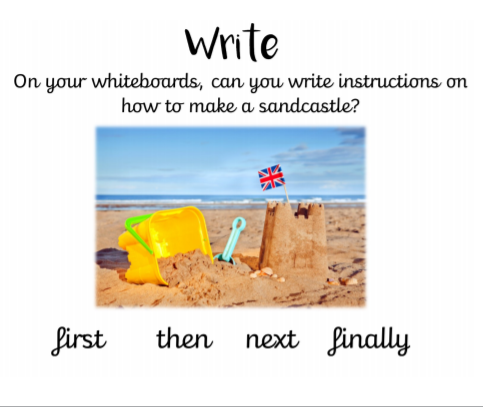 Write
On your whiteboards, can you write instructions on
how to make a sandcastle?
first then next finally